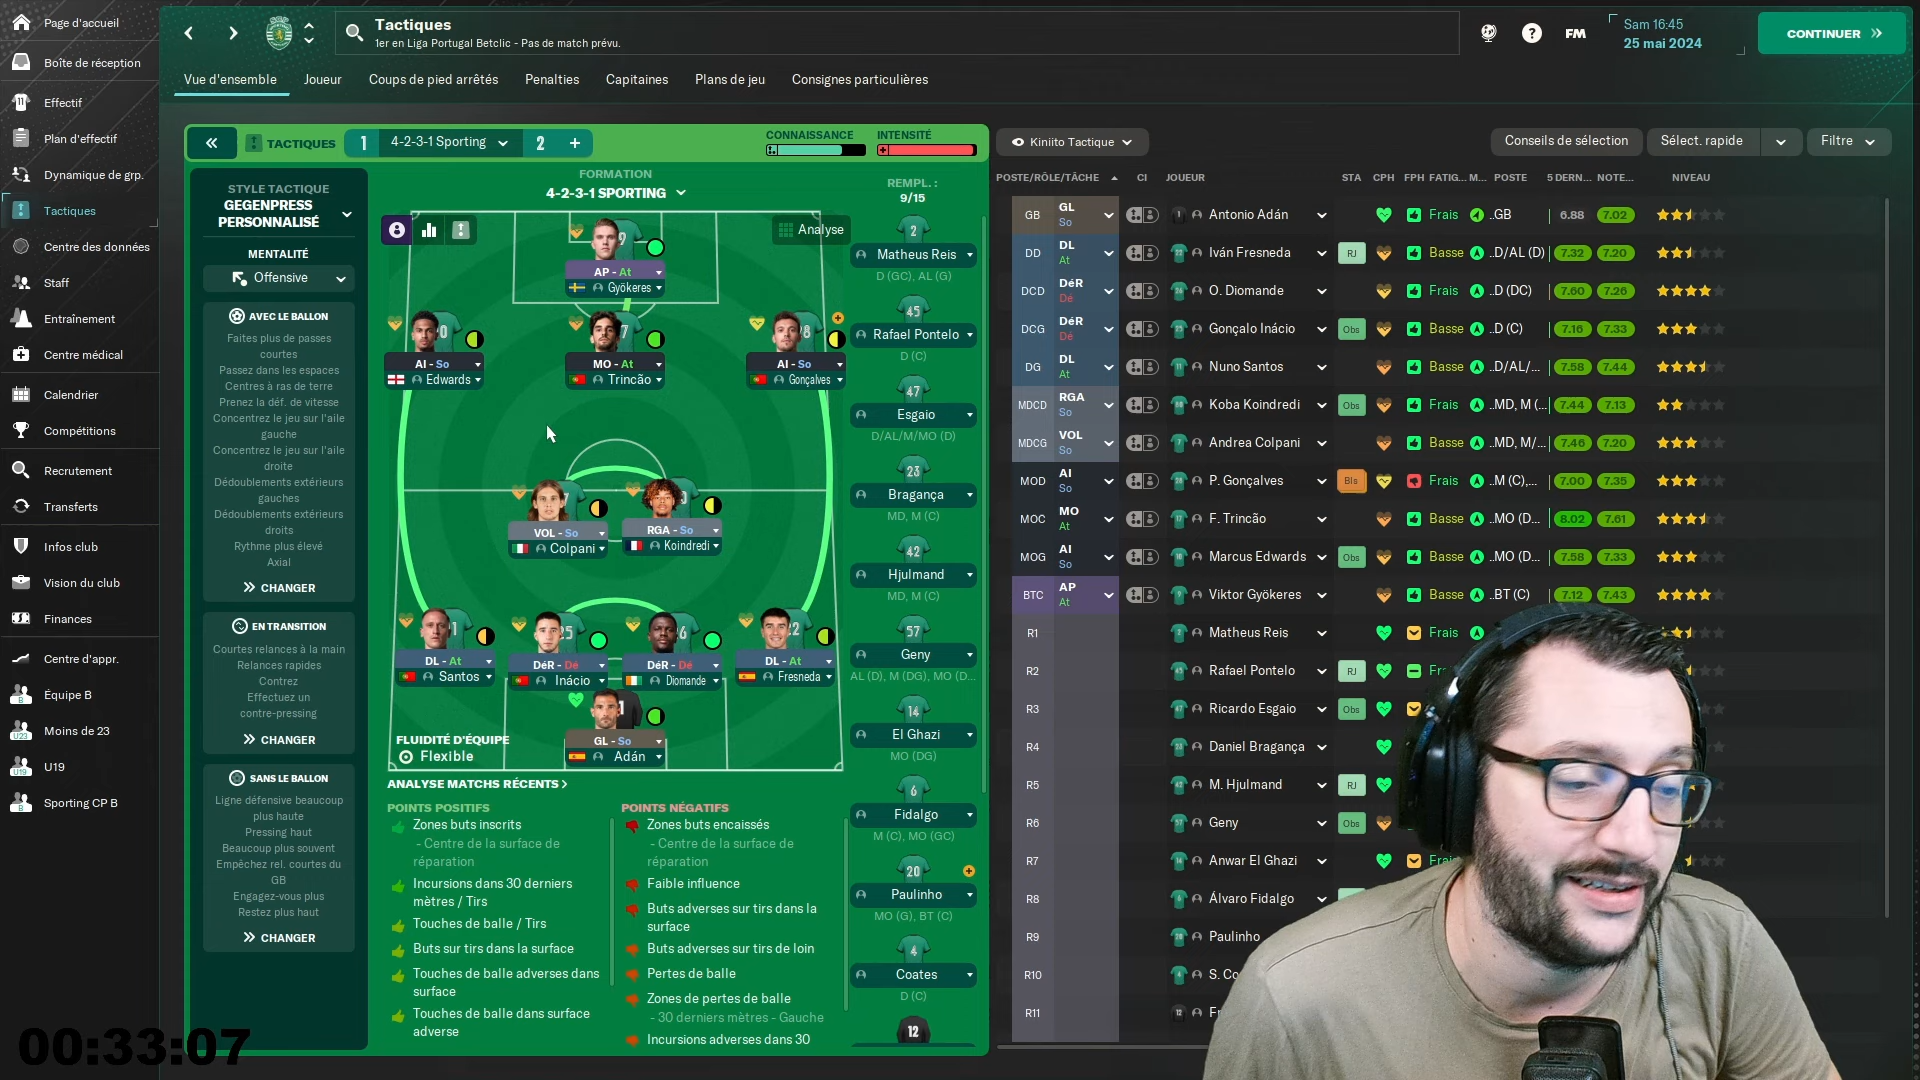 Page d'accueil
Boîte de réception
Effectif
Plan d'effectif
Dynamique de grp.
Tactiques
Centre des données
Staff
Entraînement
Centre médical
Calendrier
Compétitions
Recrutement
Transferts
Infos club
Vision du club
Finances
Centre d'appr.
Équipe B
Moins de 23
U19
Sporting CP B
00:33:07
Tactiques
1er en Liga Portugal Betclic - Pas de match prévu.
FM
Sam 16:45
25 mai 2024
CONTINUER
Vue d'ensemble
Joueur
Coups de pied arrêtés
Penalties
Capitaines
Plans de jeu
Consignes particulières
TACTIQUES
1
4-2-3-1 Sporting
2
CONNAISSANCE
INTENSITÉ
STYLE TACTIQUE
GEGENPRESS
PERSONNALISÉ
MENTALITÉ
Offensive
AVEC LE BALLON
Faites plus de passes
courtes
Passez dans les espaces
Centres à ras de terre
Prenez la déf. de vitesse
Concentrez le jeu sur l'aile
gauche
Concentrez le jeu sur l'aile
droite
Dédoublements extérieurs
gauches
Dédoublements extérieurs
droits
Rythme plus élevé
Axial
CHANGER
EN TRANSITION
Courtes relances à la main
Relances rapides
Contrez
Effectuez un
contre-pressing
CHANGER
SANS LE BALLON
Ligne défensive beaucoup
plus haute
Pressing haut
Beaucoup plus souvent
Empêchez rel. courtes du
GB
Engagez-vous plus
Restez plus haut
CHANGER
FORMATION
4-2-3-1 SPORTING
Analyse
AP - At
Gyökeres
AI - So
Edwards
MO - At
Trincão
AI - So
Gonçalves
VOL - So
Colpani
RGA - So
Koindredi
DL - At
Santos
DéR - Dé
Inácio
DéR - Dé
Diomande
DL - At
Fresneda
GL - So
Adán
FLUIDITÉ D'ÉQUIPE
Flexible
ANALYSE MATCHS RÉCENTS >
POINTS POSITIFS
Zones buts inscrits
- Centre de la surface de
réparation
Incursions dans 30 derniers
mètres / Tirs
Touches de balle / Tirs
Buts sur tirs dans la surface
Touches de balle adverses dans
surface
Touches de balle dans surface
adverse
POINTS NÉGATIFS
Zones buts encaissés
- Centre de la surface de
réparation
Faible influence
Buts adverses sur tirs dans la
surface
Buts adverses sur tirs de loin
Pertes de balle
Zones de pertes de balle
- 30 derniers mètres - Gauche
Incursions adverses dans 30
REMPL. :
9/15
2
Matheus Reis
D (GC), AL (G)
45
Rafael Pontelo
D (C)
47
Esgaio
D/AL/M/MO (D)
23
Bragança
MD, M (C)
42
Hjulmand
MD, M (C)
57
Geny
AL (D), M (DG), MO (D...
14
El Ghazi
MO (DG)
6
Fidalgo
M (C), MO (GC)
20
Paulinho
MO (G), BT (C)
4
Coates
D (C)
12
Kiniito Tactique
Conseils de sélection
Sélect. rapide
Filtre
POSTE/RÔLE/TÂCHE CI JOUEUR STA CPH FPH FATIG... M... POSTE 5 DERN... NOTE... NIVEAU
GB GL So Antonio Adán Frais ..GB 6.88 7.02
DD DL At Iván Fresneda RJ Basse ..D/AL (D) 7.32 7.20
DCD DéR Dé O. Diomande Frais ..D (DC) 7.60 7.26
DCG DéR Dé Gonçalo Inácio Obs Basse ..D (C) 7.16 7.33
DG DL At Nuno Santos Basse ..D/AL/... 7.58 7.44
MDCD RGA So Koba Koindredi Obs Frais ..MD, M (... 7.44 7.13
MDCG VOL So Andrea Colpani Basse ..MD, M/... 7.46 7.20
MOD AI So P. Gonçalves Bls Frais ..M (C),... 7.00 7.35
MOC MO At F. Trincão Basse ..MO (D... 8.02 7.61
MOG AI So Marcus Edwards Obs Basse ..MO (D... 7.58 7.33
BTC AP At Viktor Gyökeres Basse ..BT (C) 7.12 7.43
R1 Matheus Reis Frais
R2 Rafael Pontelo RJ
R3 Ricardo Esgaio Obs
R4 Daniel Bragança
R5 M. Hjulmand RJ
R6 Geny Obs
R7 Anwar El Ghazi
R8 Álvaro Fidalgo
R9 Paulinho
R10
R11